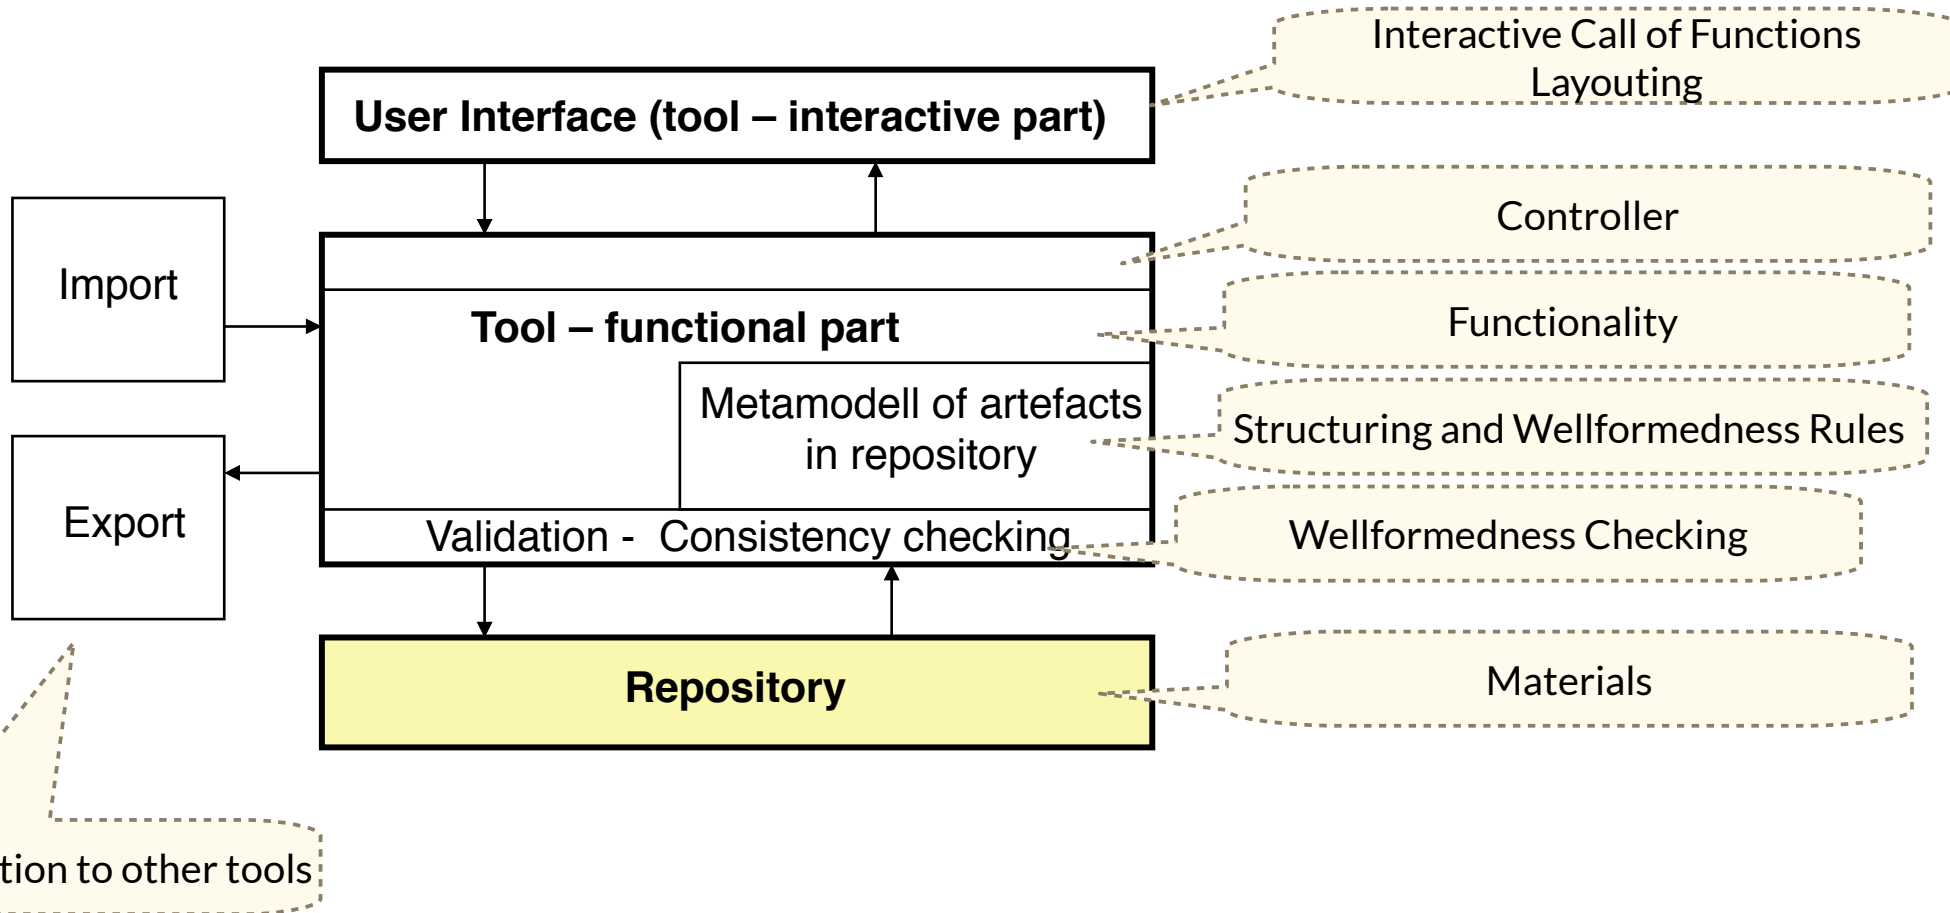 Interactive Call of Functions
Layouting
User Interface (tool – interactive part)
Controller
Import
Functionality
Tool – functional part
Metamodell of artefacts
in repository
Structuring and Wellformedness Rules
Export
Validation - Consistency checking
Wellformedness Checking
Repository
Materials
to other tools